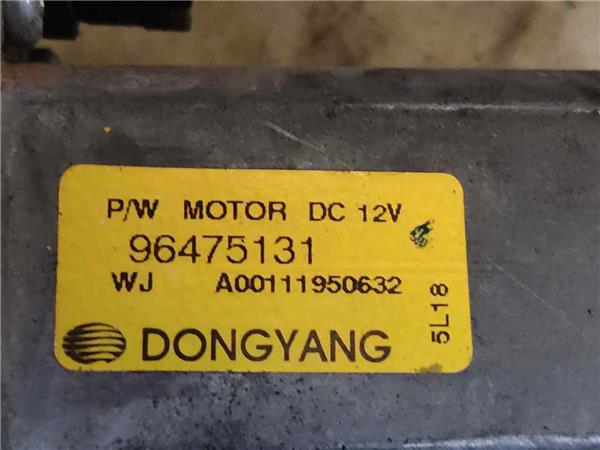 P/W MOTOR DC 12V
96475131
WJ A00111950632
5L18
DONGYANG